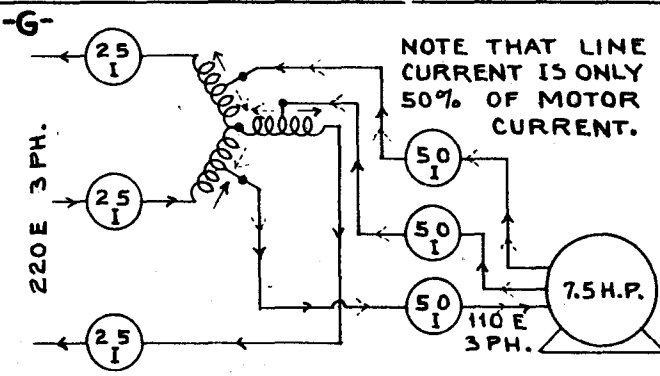 -G-
NOTE THAT LINE
CURRENT IS ONLY
50% OF MOTOR
CURRENT.
25
I
25
I
25
I
220E 3 PH.
50
I
50
I
50
I
110 E
3 PH.
7.5 H.P.